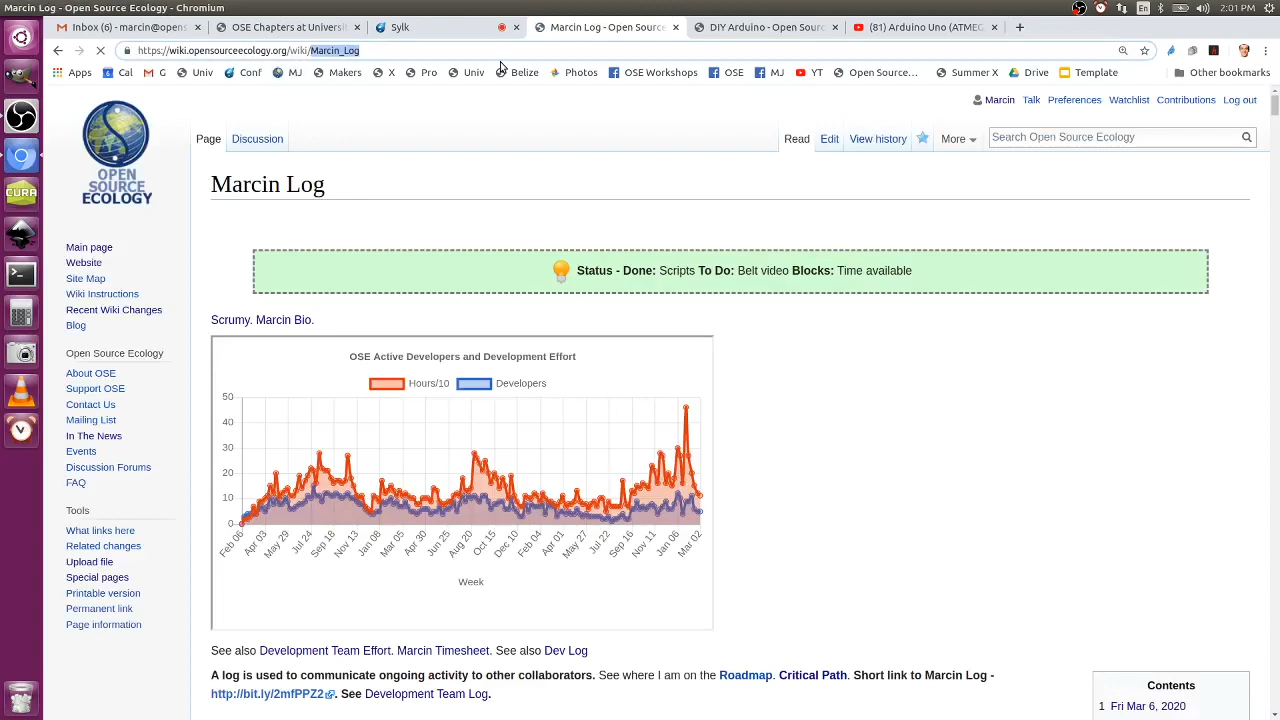 Marcin Log - Open Source Ecology - Chromium
En
2:01 PM
Inbox (6) - marcin@opens
OSE Chapters at Universit
Sylk
Marcin Log - Open Source
DIY Arduino - Open Sourc
(81) Arduino Uno (ATMEG
https://wiki.opensourceecology.org/wiki/Marcin_Log
Apps
Cal
G
Univ
Conf
MJ
Makers
X
Pro
Univ
Belize
Photos
OSE Workshops
OSE
MJ
YT
Open Source...
Summer X
Drive
Template
Other bookmarks
Marcin
Talk
Preferences
Watchlist
Contributions
Log out
OPEN
SOURCE
ECOLOGY
Page
Discussion
Read
Edit
View history
More
Search Open Source Ecology
CURA
Marcin Log
Main page
Website
Site Map
Wiki Instructions
Recent Wiki Changes
Blog
Open Source Ecology
About OSE
Support OSE
Contact Us
Mailing List
In The News
Events
Discussion Forums
FAQ
Tools
What links here
Related changes
Upload file
Special pages
Printable version
Permanent link
Page information
Status - Done: Scripts To Do: Belt video Blocks: Time available
Scrumy. Marcin Bio.
OSE Active Developers and Development Effort
Hours/10
Developers
50
40
30
20
10
0
Feb 06
Apr 03
May 29
Jul 24
Sep 18
Nov 13
Jan 08
Mar 05
Apr 30
Jun 25
Aug 20
Oct 15
Dec 10
Feb 04
Apr 01
May 27
Jul 22
Sep 16
Nov 11
Jan 06
Mar 02
Week
See also Development Team Effort. Marcin Timesheet. See also Dev Log
A log is used to communicate ongoing activity to other collaborators. See where I am on the Roadmap. Critical Path. Short link to Marcin Log -
http://bit.ly/2mfPPZ2. See Development Team Log.
Contents
1 Fri Mar 6, 2020